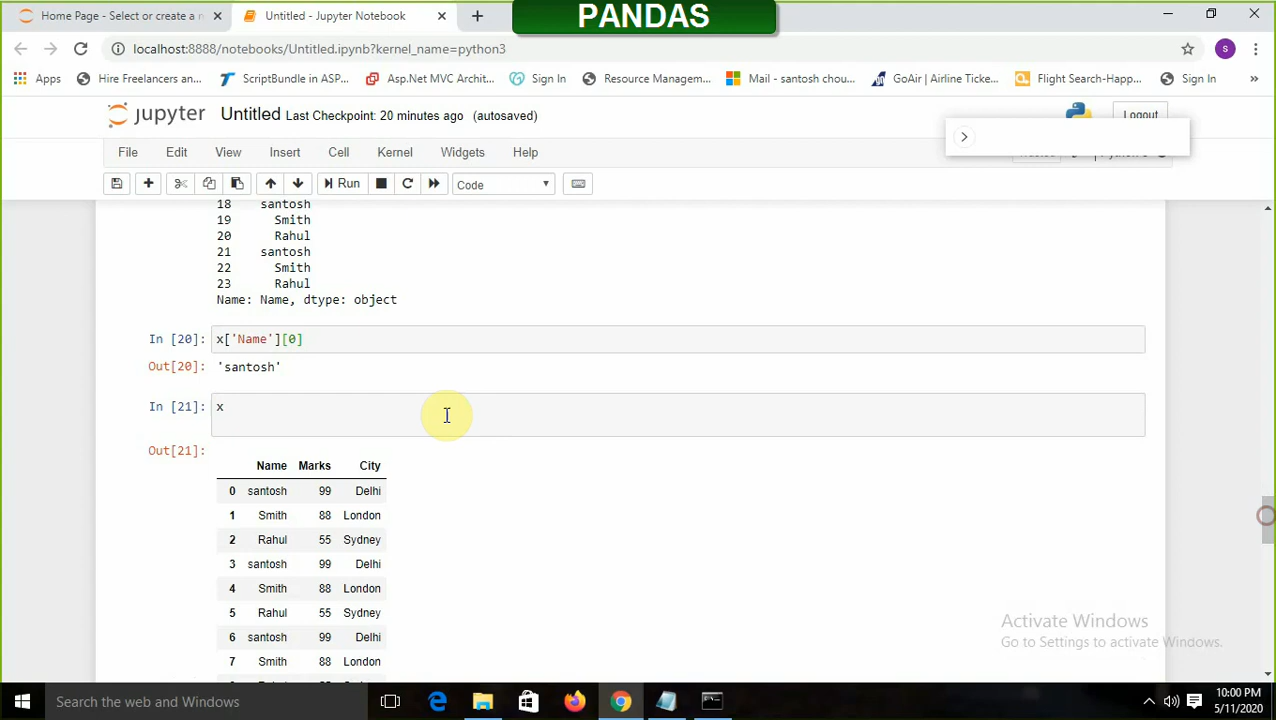 PANDAS
Home Page - Select or create a n
Untitled - Jupyter Notebook
localhost:8888/notebooks/Untitled.ipynb?kernel_name=python3
S
Apps
Hire Freelancers an...
ScriptBundle in ASP...
Asp.Net MVC Archit...
Sign In
Resource Managem...
Mail - santosh chou...
GoAir | Airline Ticke...
Flight Search-Happ...
Sign In
»
jupyter Untitled Last Checkpoint: 20 minutes ago (autosaved)
Logout
File Edit View Insert Cell Kernel Widgets Help
Run
Code
18 santosh
19 Smith
20 Rahul
21 santosh
22 Smith
23 Rahul
Name: Name, dtype: object
In [20]: x['Name'][0]
Out[20]: 'santosh'
In [21]: x
Out[21]:
Name Marks City
0 santosh 99 Delhi
1 Smith 88 London
2 Rahul 55 Sydney
3 santosh 99 Delhi
4 Smith 88 London
5 Rahul 55 Sydney
6 santosh 99 Delhi
7 Smith 88 London
Activate Windows
Go to Settings to activate Windows.
Search the web and Windows
10:00 PM
5/11/2020